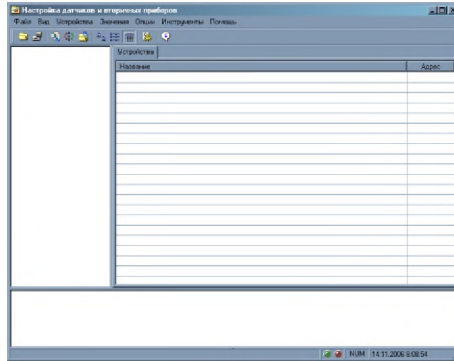 Настройка датчиков и вторичных приборов
Файл Вид Устройства Значения Опции Инструменты Помощь
Устройства
Название Адрес
NUM 14.11.2006 9:08:54